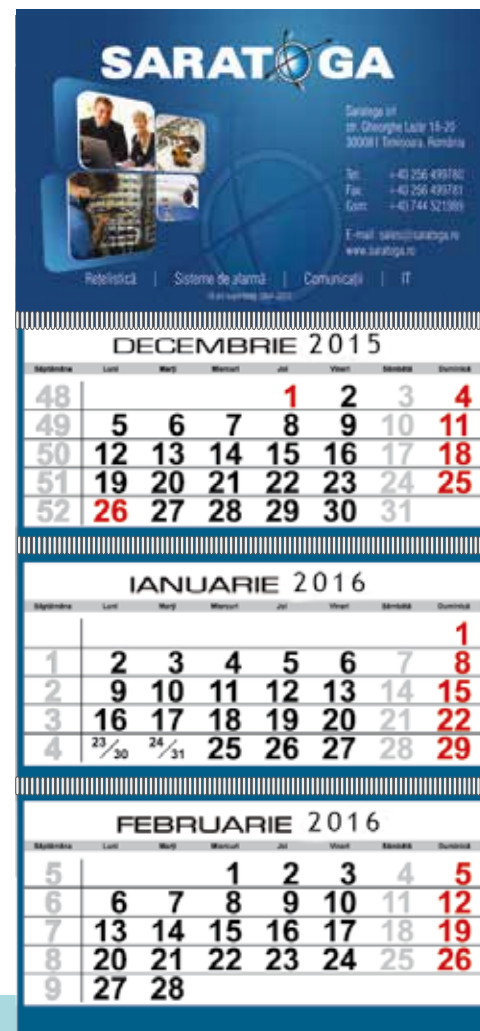 SARATOGA
Saratoga srl
str. Gheorghe Lazăr 18-20
300081 Timișoara, România
Tel: +40 256 499780
Fax: +40 256 499781
Gsm: +40 744 521989
E-mail: sales@saratoga.ro
www.saratoga.ro
Rețelistică | Sisteme de alarmă | Comunicații | IT
DECEMBRIE 2015
Săptămâna Luni Marți Miercuri Joi Vineri Sâmbătă Duminică
48 1 2 3 4
49 5 6 7 8 9 10 11
50 12 13 14 15 16 17 18
51 19 20 21 22 23 24 25
52 26 27 28 29 30 31
IANUARIE 2016
Săptămâna Luni Marți Miercuri Joi Vineri Sâmbătă Duminică
1
1 2 3 4 5 6 7 8
2 9 10 11 12 13 14 15
3 16 17 18 19 20 21 22
4 23/30 24/31 25 26 27 28 29
FEBRUARIE 2016
Săptămâna Luni Marți Miercuri Joi Vineri Sâmbătă Duminică
5 1 2 3 4 5
6 6 7 8 9 10 11 12
7 13 14 15 16 17 18 19
8 20 21 22 23 24 25 26
9 27 28